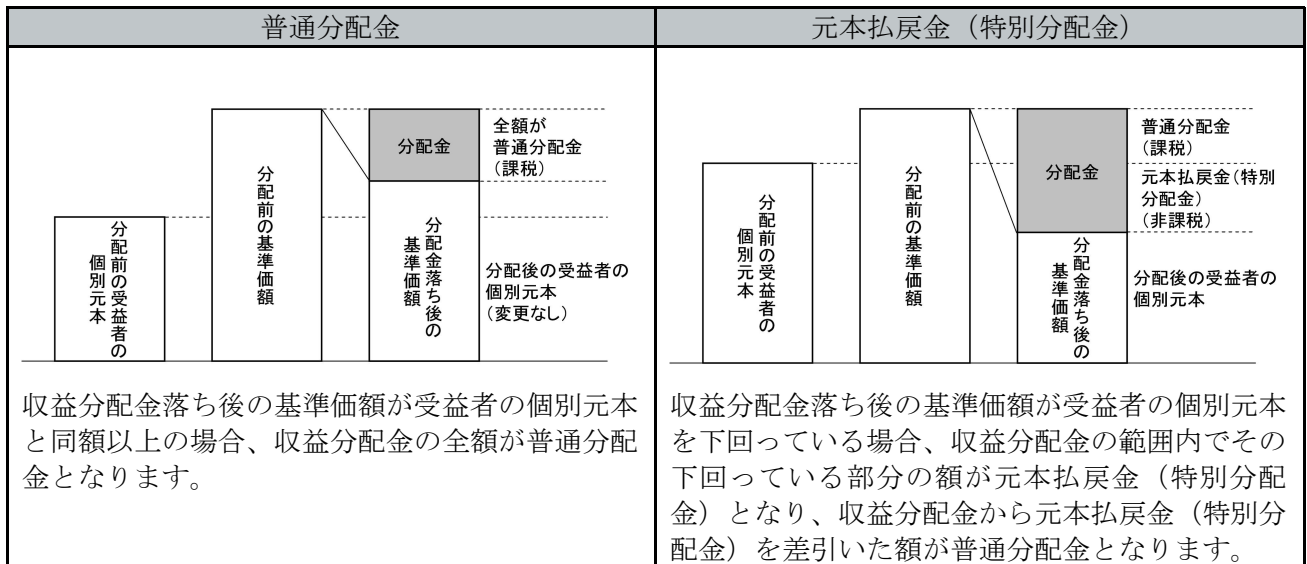 普通分配金
分配前の受益者の
個別元本
分配前の基準価額
分配金
分配金落ち後の
基準価額
全額が
普通分配金
（課税）
分配後の受益者の
個別元本
（変更なし）
収益分配金落ち後の基準価額が受益者の個別元本
と同額以上の場合、収益分配金の全額が普通分配
金となります。
元本払戻金（特別分配金）
分配前の受益者の
個別元本
分配前の基準価額
分配金
分配金落ち後の
基準価額
普通分配金
（課税）
元本払戻金（特別
分配金）
（非課税）
分配後の受益者の
個別元本
収益分配金落ち後の基準価額が受益者の個別元本
を下回っている場合、収益分配金の範囲内でその
下回っている部分の額が元本払戻金（特別分配
金）となり、収益分配金から元本払戻金（特別分
配金）を差引いた額が普通分配金となります。